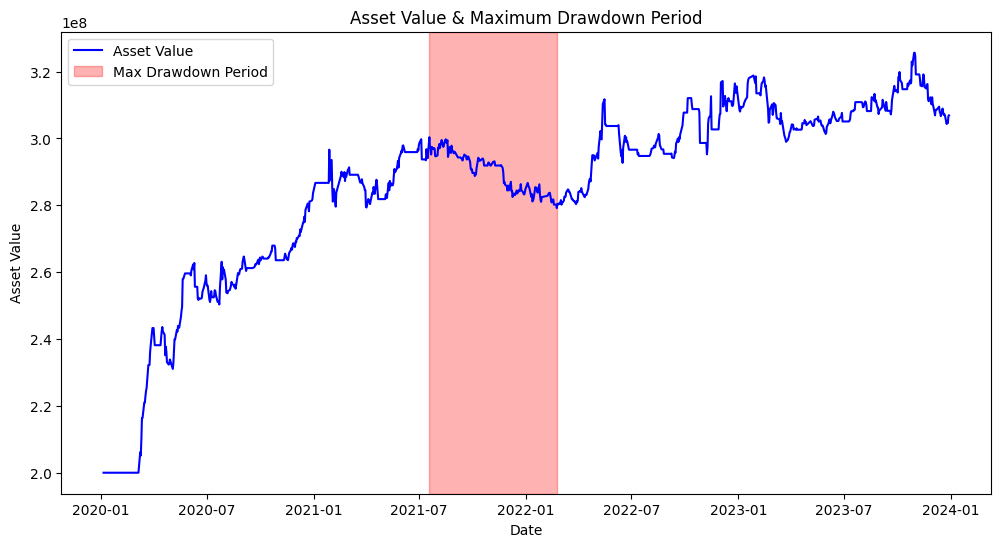 Asset Value & Maximum Drawdown Period
1e8
Asset Value
Max Drawdown Period
3.2
3.0
2.8
2.6
2.4
2.2
2.0
Asset Value
2020-01 2020-07 2021-01 2021-07 2022-01 2022-07 2023-01 2023-07 2024-01
Date